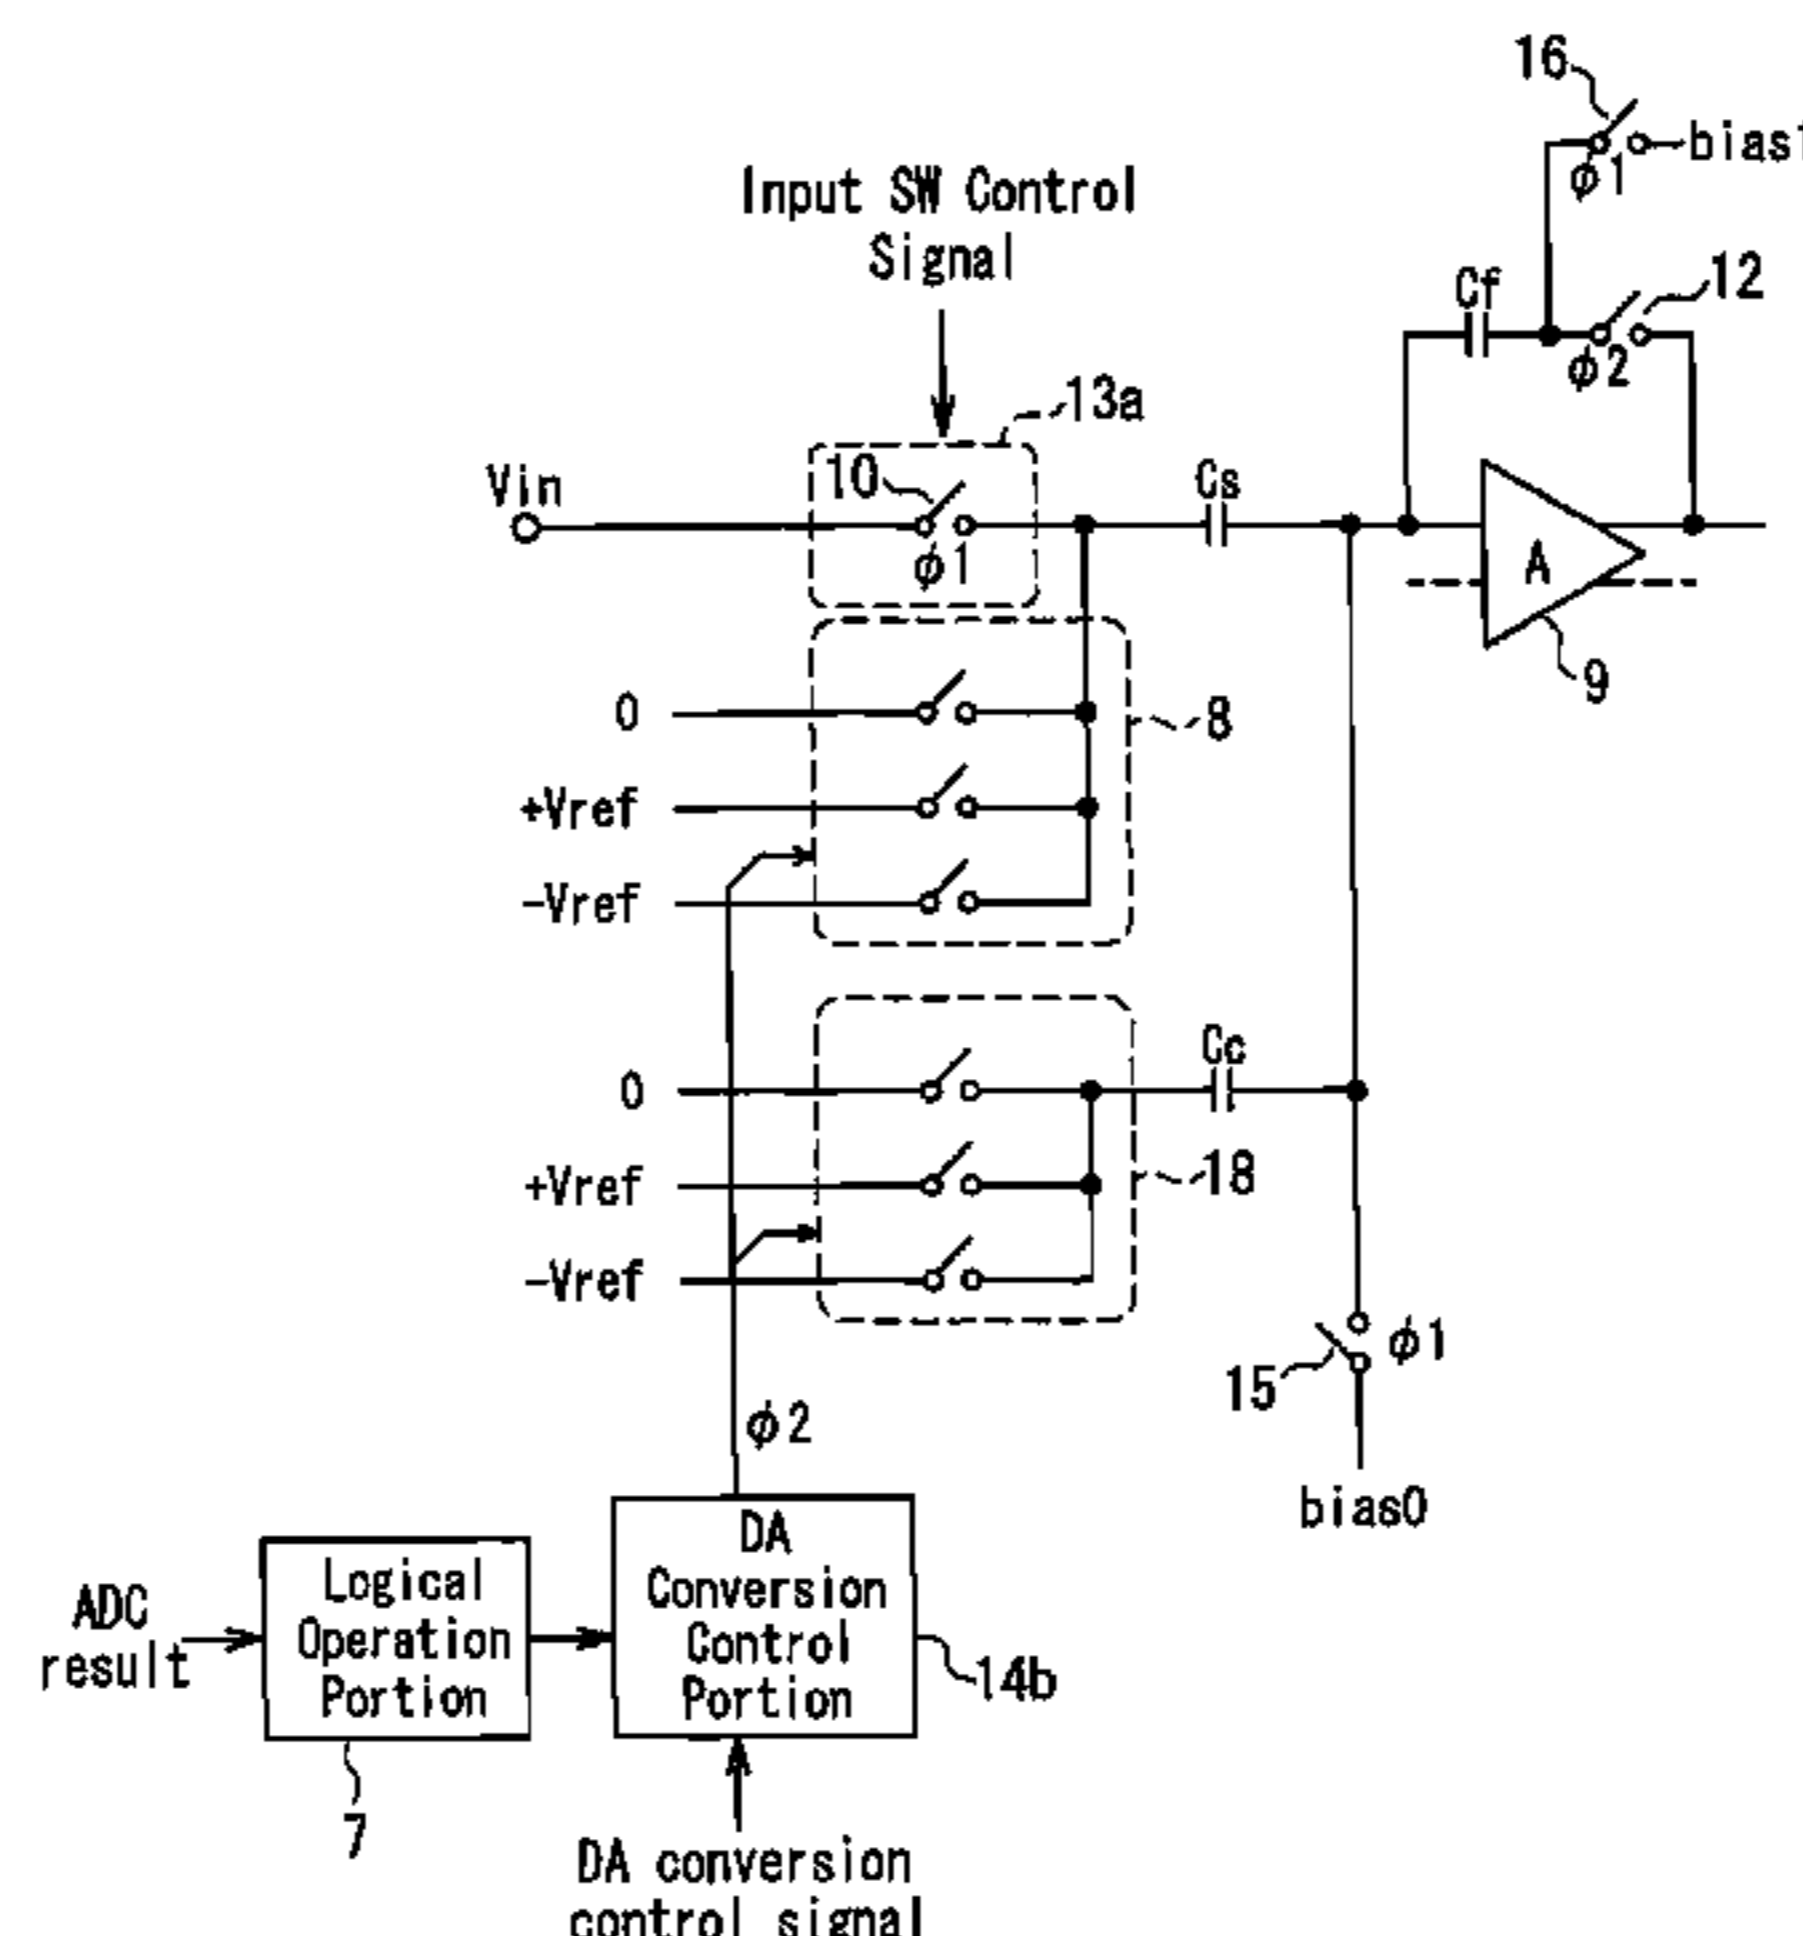 16
bias1
φ1
Input SW Control
Signal
Cf
12
φ2
13a
10
Vin
Cs
φ1
A
9
0
8
+Vref
-Vref
Cc
0
18
+Vref
-Vref
φ1
15
φ2
bias0
ADC
result
Logical
Operation
Portion
DA
Conversion
Control
Portion
14b
7
DA conversion
control signal